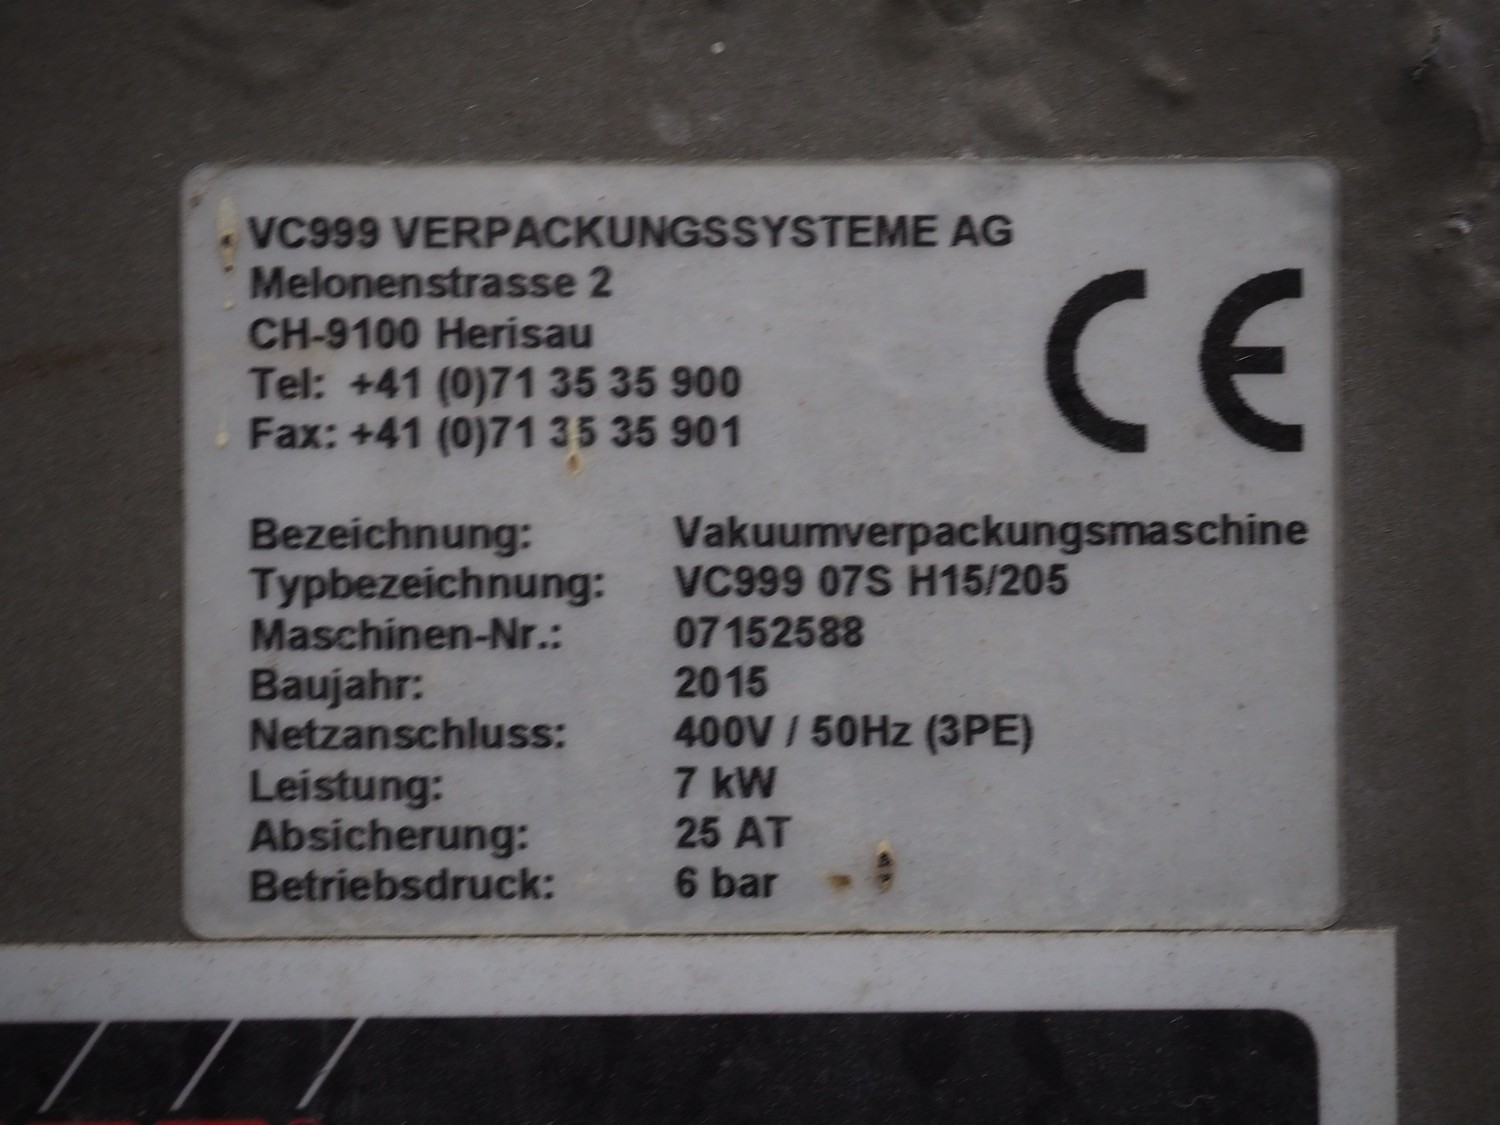 VC999 VERPACKUNGSSYSTEME AG
Melonenstrasse 2
CH-9100 Herisau
Tel: +41 (0)71 35 35 900
Fax: +41 (0)71 35 35 901
CE
Bezeichnung: Vakuumverpackungsmaschine
Typbezeichnung: VC999 07S H15/205
Maschinen-Nr.: 07152588
Baujahr: 2015
Netzanschluss: 400V / 50Hz (3PE)
Leistung: 7 kW
Absicherung: 25 AT
Betriebsdruck: 6 bar